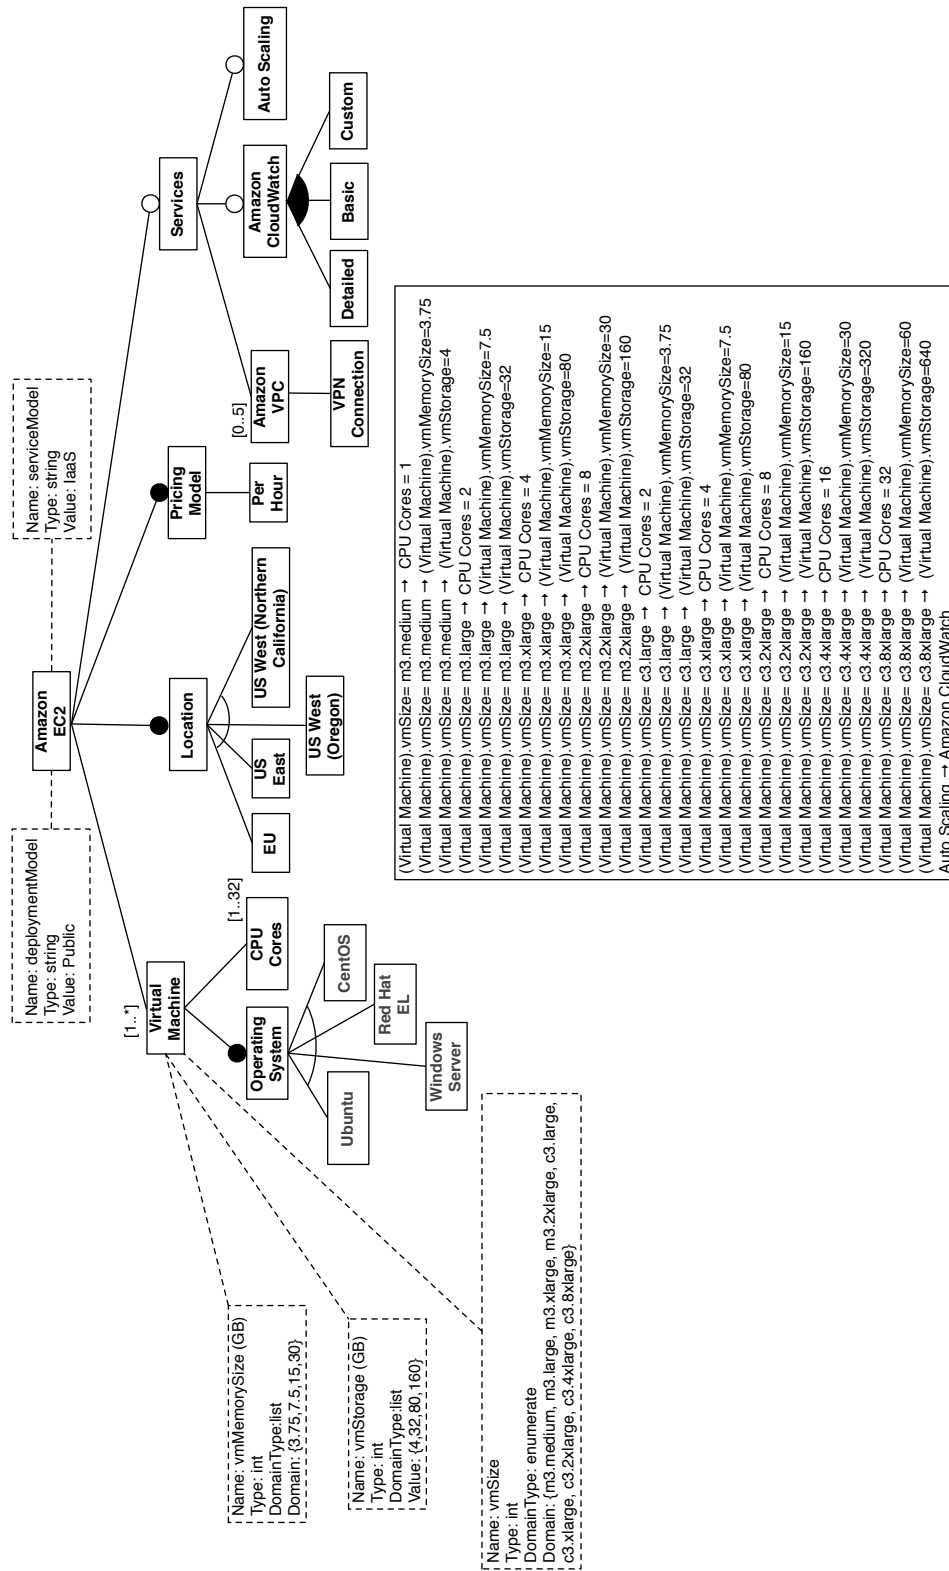 Name: deploymentModel
Type: string
Value: Public
Amazon
EC2
Name: serviceModel
Type: string
Value: IaaS
[1..*]
Virtual
Machine
Location
Pricing
Model
Services
Operating
System
CPU
Cores
[1..32]
EU
US
East
US West (Northern
California)
US West
(Oregon)
Per
Hour
[0..5]
Amazon
VPC
Amazon
CloudWatch
Auto Scaling
Ubuntu
Windows
Server
Red Hat
EL
CentOS
VPN
Connection
Detailed
Basic
Custom
Name: vmMemorySize (GB)
Type: int
DomainType:list
Domain: {3.75,7.5,15,30}
Name: vmStorage (GB)
Type: int
DomainType:list
Value: {4,32,80,160}
Name: vmSize
Type: int
DomainType: enumerate
Domain: {m3.medium, m3.large, m3.xlarge, m3.2xlarge, c3.large,
c3.xlarge, c3.2xlarge, c3.4xlarge, c3.8xlarge}
(Virtual Machine).vmSize= m3.medium → CPU Cores = 1
(Virtual Machine).vmSize= m3.medium → (Virtual Machine).vmMemorySize=3.75
(Virtual Machine).vmSize= m3.medium → (Virtual Machine).vmStorage=4
(Virtual Machine).vmSize= m3.large → CPU Cores = 2
(Virtual Machine).vmSize= m3.large → (Virtual Machine).vmMemorySize=7.5
(Virtual Machine).vmSize= m3.large → (Virtual Machine).vmStorage=32
(Virtual Machine).vmSize= m3.xlarge → CPU Cores = 4
(Virtual Machine).vmSize= m3.xlarge → (Virtual Machine).vmMemorySize=15
(Virtual Machine).vmSize= m3.xlarge → (Virtual Machine).vmStorage=80
(Virtual Machine).vmSize= m3.2xlarge → CPU Cores = 8
(Virtual Machine).vmSize= m3.2xlarge → (Virtual Machine).vmMemorySize=30
(Virtual Machine).vmSize= m3.2xlarge → (Virtual Machine).vmStorage=160
(Virtual Machine).vmSize= c3.large → CPU Cores = 2
(Virtual Machine).vmSize= c3.large → (Virtual Machine).vmMemorySize=3.75
(Virtual Machine).vmSize= c3.large → (Virtual Machine).vmStorage=32
(Virtual Machine).vmSize= c3.xlarge → CPU Cores = 4
(Virtual Machine).vmSize= c3.xlarge → (Virtual Machine).vmMemorySize=7.5
(Virtual Machine).vmSize= c3.xlarge → (Virtual Machine).vmStorage=80
(Virtual Machine).vmSize= c3.2xlarge → CPU Cores = 8
(Virtual Machine).vmSize= c3.2xlarge → (Virtual Machine).vmMemorySize=15
(Virtual Machine).vmSize= c3.2xlarge → (Virtual Machine).vmStorage=160
(Virtual Machine).vmSize= c3.4xlarge → CPU Cores = 16
(Virtual Machine).vmSize= c3.4xlarge → (Virtual Machine).vmMemorySize=30
(Virtual Machine).vmSize= c3.4xlarge → (Virtual Machine).vmStorage=320
(Virtual Machine).vmSize= c3.8xlarge → CPU Cores = 32
(Virtual Machine).vmSize= c3.8xlarge → (Virtual Machine).vmMemorySize=60
(Virtual Machine).vmSize= c3.8xlarge → (Virtual Machine).vmStorage=640
Auto Scaling → Amazon CloudWatch